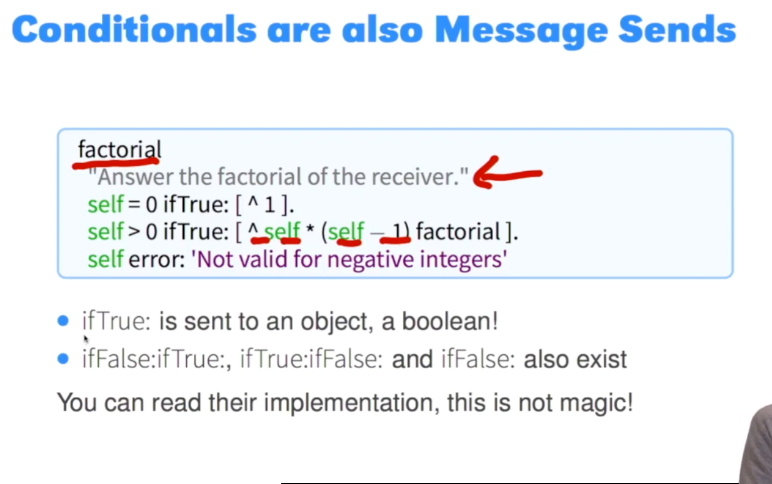 Conditionals are also Message Sends
factorial
"Answer the factorial of the receiver."
self = 0 ifTrue: [ ^ 1 ].
self > 0 ifTrue: [ ^ self * (self – 1) factorial ].
self error: 'Not valid for negative integers'
• ifTrue: is sent to an object, a boolean!
• ifFalse:ifTrue:, ifTrue:ifFalse: and ifFalse: also exist
You can read their implementation, this is not magic!